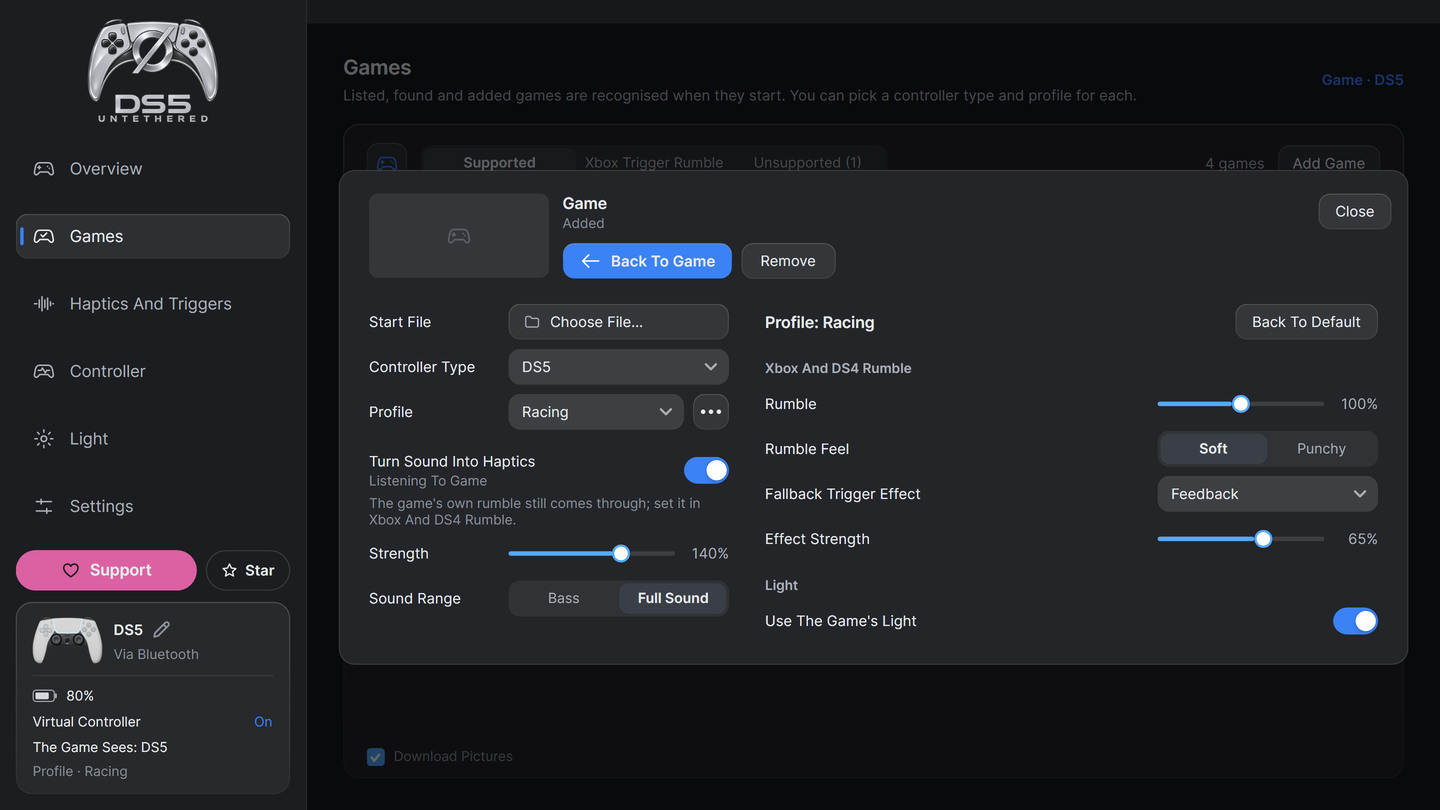 DS5
UNTETHERED
Overview
Games
Haptics And Triggers
Controller
Light
Settings
Support
Star
DS5
Via Bluetooth
80%
Virtual Controller On
The Game Sees: DS5
Profile · Racing
Games
Listed, found and added games are recognised when they start. You can pick a controller type and profile for each.
Game · DS5
Supported Xbox Trigger Rumble Unsupported (1) 4 games Add Game
Game
Added
Back To Game
Remove
Close
Start File
Choose File...
Controller Type
DS5
Profile
Racing
Turn Sound Into Haptics
Listening To Game
The game's own rumble still comes through; set it in
Xbox And DS4 Rumble.
Strength 140%
Sound Range Bass Full Sound
Profile: Racing
Back To Default
Xbox And DS4 Rumble
Rumble 100%
Rumble Feel Soft Punchy
Fallback Trigger Effect Feedback
Effect Strength 65%
Light
Use The Game's Light
Download Pictures